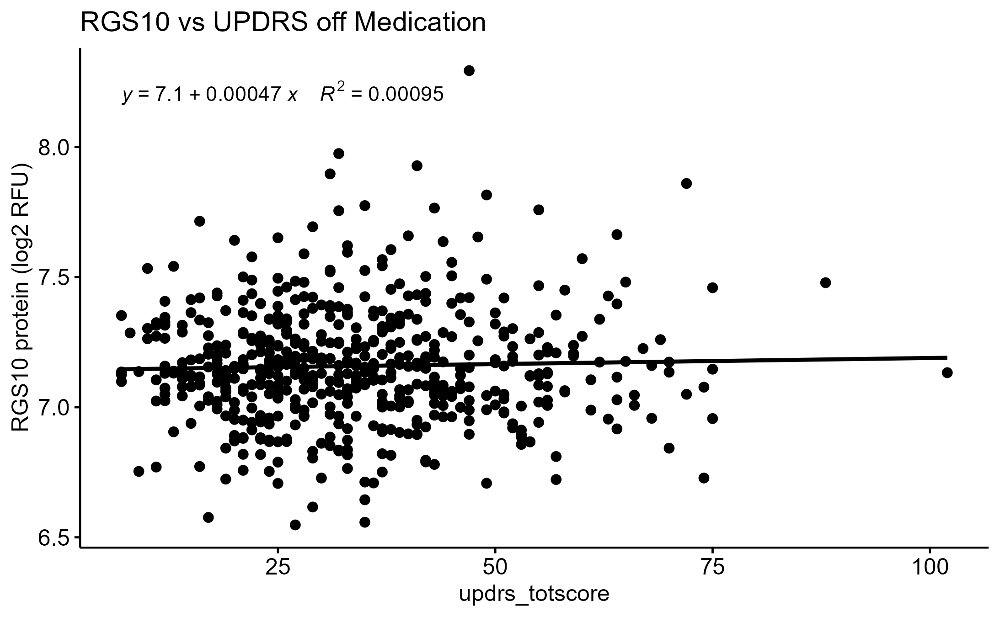 RGS10 vs UPDRS off Medication
y = 7.1 + 0.00047 x R² = 0.00095
RGS10 protein (log2 RFU)
8.0
7.5
7.0
6.5
25 50 75 100
updrs_totscore